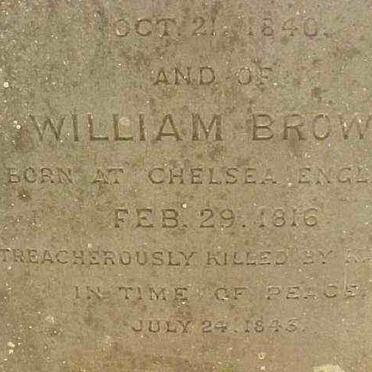 OCT. 21. 1840.
AND OF
WILLIAM BROW
BORN AT CHELSEA ENGL
FEB. 29. 1816
TREACHEROUSLY KILLED BY
IN TIME OF PEACE.
JULY 24. 1845.